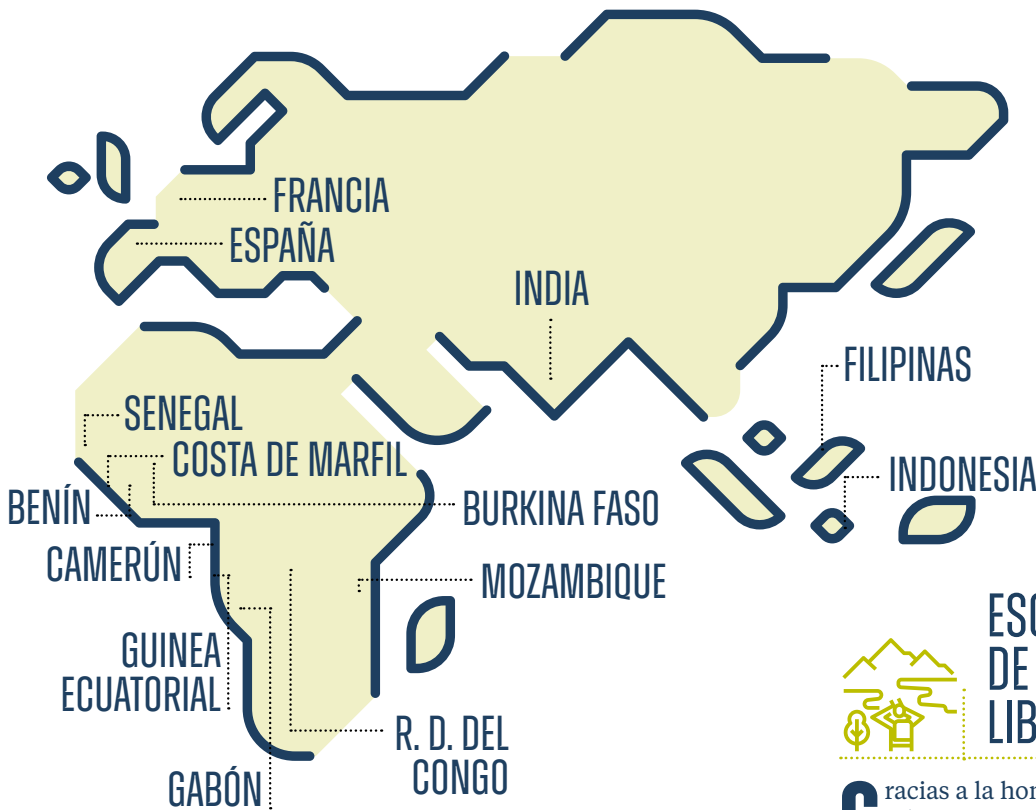 FRANCIA
ESPAÑA
INDIA
FILIPINAS
SENEGAL
COSTA DE MARFIL
INDONESIA
BENÍN
BURKINA FASO
CAMERÚN
MOZAMBIQUE
GUINEA
ECUATORIAL
R. D. DEL
CONGO
GABÓN
DE
racias a la